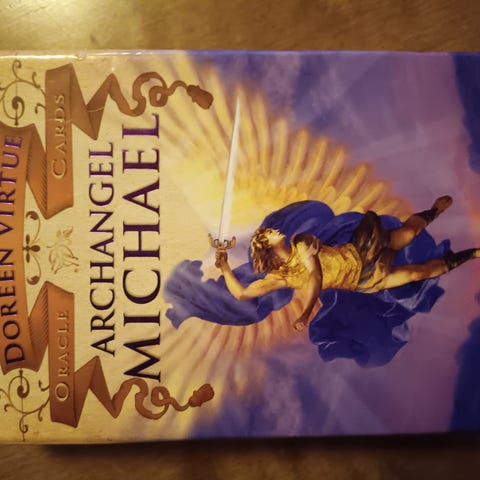 DOREEN VIRTUE
ORACLE CARDS
ARCHANGEL
MICHAEL